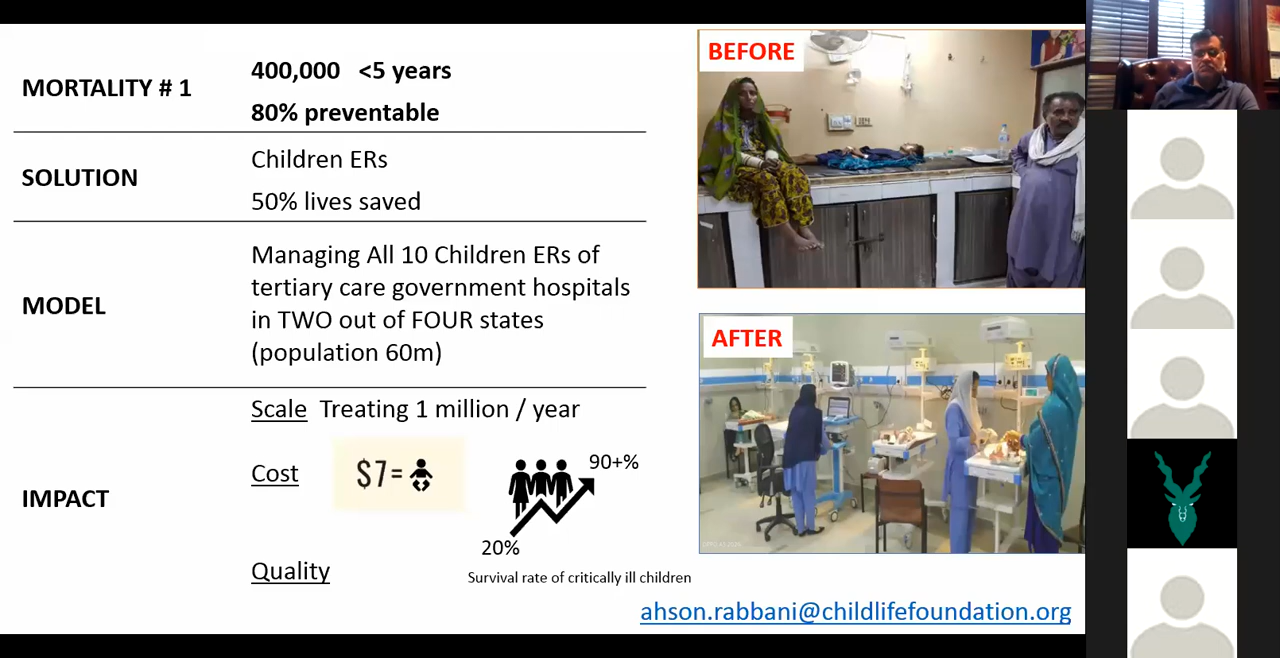 MORTALITY # 1
400,000 <5 years
80% preventable
SOLUTION
Children ERs
50% lives saved
MODEL
Managing All 10 Children ERs of
tertiary care government hospitals
in TWO out of FOUR states
(population 60m)
IMPACT
Scale Treating 1 million / year
Cost
$7=
90+%
20%
Quality
Survival rate of critically ill children
BEFORE
AFTER
ahson.rabbani@childlifefoundation.org